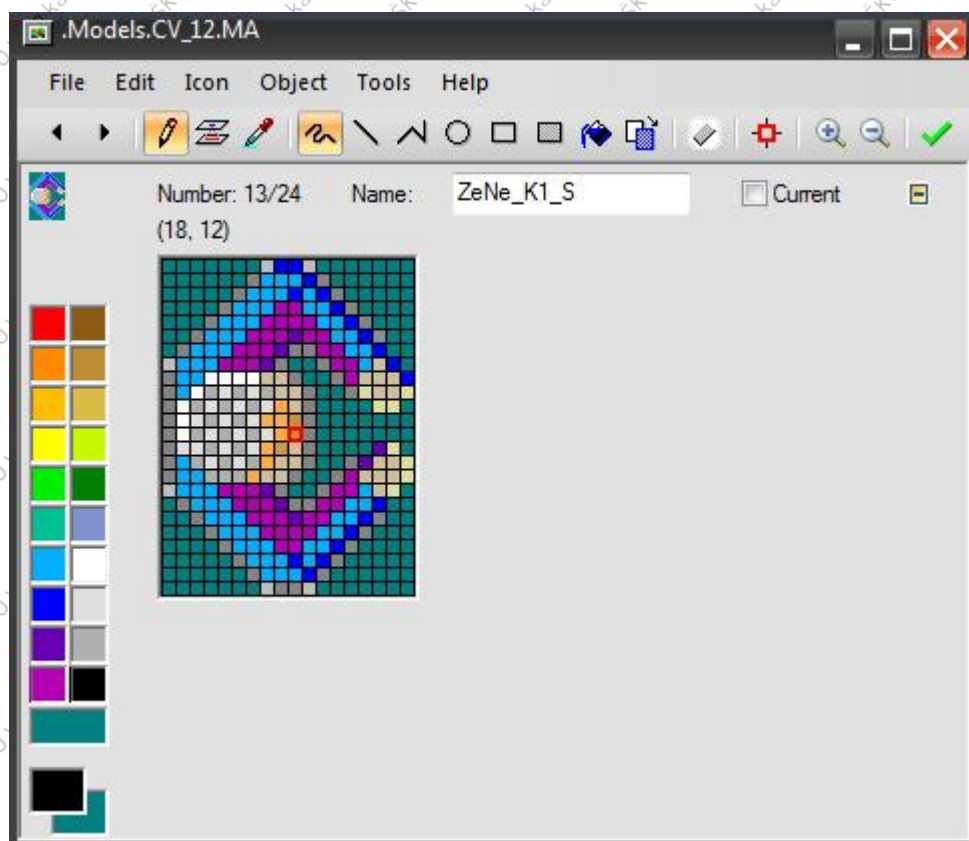 .Models.CV_12.MA
File Edit Icon Object Tools Help
Number: 13/24 Name: ZeNe_K1_S Current
(18, 12)